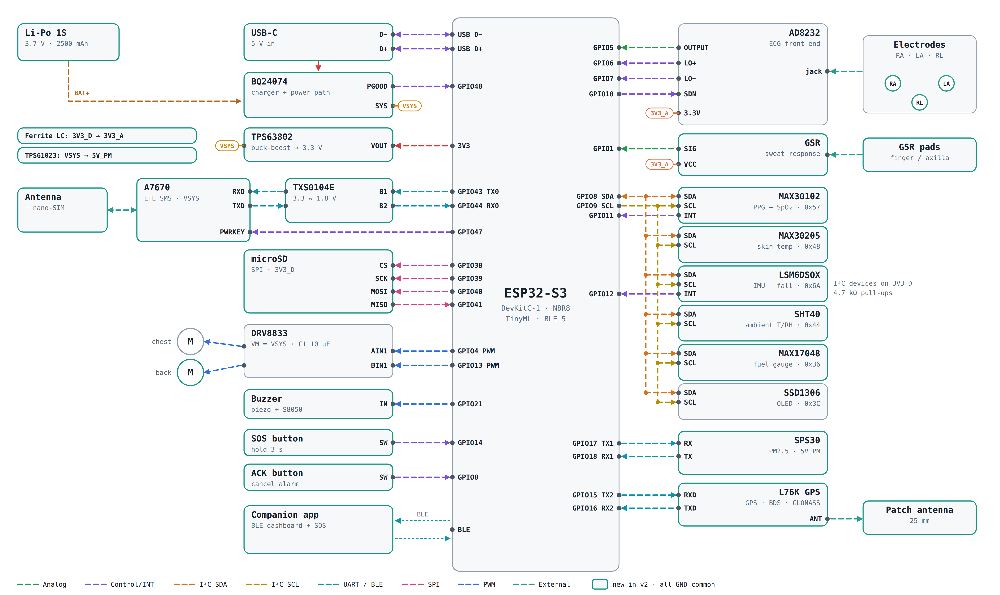 Li-Po 1S
3.7 V · 2500 mAh
BAT+
USB-C
5 V in
D−
D+
BQ24074
charger + power path
PGOOD
SYS
VSYS
Ferrite LC: 3V3_D → 3V3_A
TPS61023: VSYS → 5V_PM
VSYS
TPS63802
buck-boost → 3.3 V
VOUT
Antenna
+ nano-SIM
A7670
LTE SMS · VSYS
RXD
TXD
PWRKEY
TXS0104E
3.3 ↔ 1.8 V
B1
B2
microSD
SPI · 3V3_D
CS
SCK
MOSI
MISO
chest
M
back
M
DRV8833
VM = VSYS · C1 10 µF
AIN1
BIN1
Buzzer
piezo + S8050
IN
SOS button
hold 3 s
SW
ACK button
cancel alarm
SW
Companion app
BLE dashboard + SOS
BLE
USB D−
USB D+
GPIO48
3V3
GPIO43 TX0
GPIO44 RX0
GPIO47
GPIO38
GPIO39
GPIO40
GPIO41
GPIO4 PWM
GPIO13 PWM
GPIO21
GPIO14
GPIO0
BLE
ESP32-S3
DevKitC-1 · N8R8
TinyML · BLE 5
GPIO5
GPIO6
GPIO7
GPIO10
GPIO1
GPIO8 SDA
GPIO9 SCL
GPIO11
GPIO12
GPIO17 TX1
GPIO18 RX1
GPIO15 TX2
GPIO16 RX2
AD8232
ECG front end
OUTPUT
LO+
LO−
SDN
3V3_A
3.3V
jack
Electrodes
RA · LA · RL
RA
LA
RL
GSR
sweat response
SIG
3V3_A
VCC
GSR pads
finger / axilla
MAX30102
PPG + SpO₂ · 0x57
SDA
SCL
INT
MAX30205
skin temp · 0x48
SDA
SCL
LSM6DSOX
IMU + fall · 0x6A
SDA
SCL
INT
I²C devices on 3V3_D
4.7 kΩ pull-ups
SHT40
ambient T/RH · 0x44
SDA
SCL
MAX17048
fuel gauge · 0x36
SDA
SCL
SSD1306
OLED · 0x3C
SDA
SCL
SPS30
PM2.5 · 5V_PM
RX
TX
L76K GPS
GPS · BDS · GLONASS
RXD
TXD
ANT
Patch antenna
25 mm
Analog
Control/INT
I²C SDA
I²C SCL
UART / BLE
SPI
PWM
External
new in v2 · all GND common